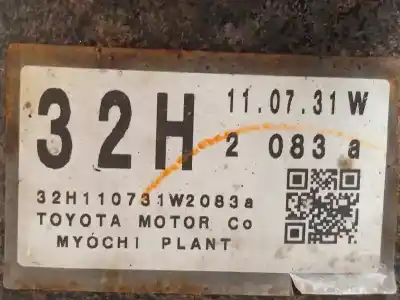 32H 11.07.31 W
2 083 a
32H110731W2083a
TOYOTA MOTOR Co
MYOCHI PLANT